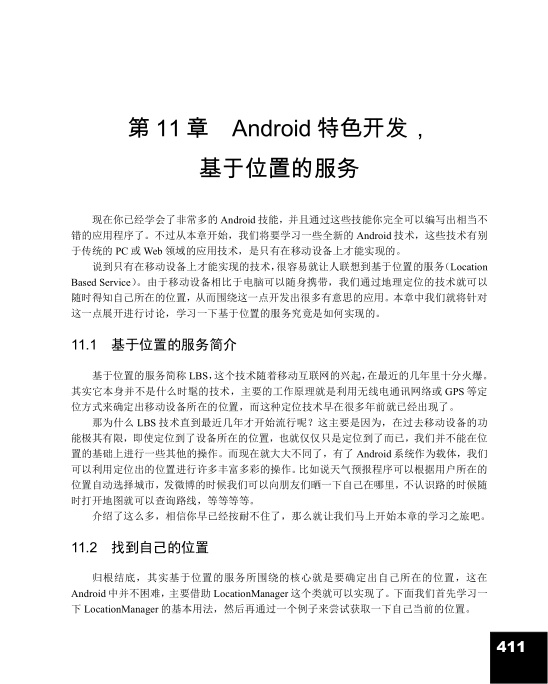 第 11 章　Android 特色开发，
基于位置的服务
现在你已经学会了非常多的 Android 技能，并且通过这些技能你完全可以编写出相当不
错的应用程序了。不过从本章开始，我们将要学习一些全新的 Android 技术，这些技术有别
于传统的 PC 或 Web 领域的应用技术，是只有在移动设备上才能实现的。
说到只有在移动设备上才能实现的技术，很容易就让人联想到基于位置的服务（Location
Based Service）。由于移动设备相比于电脑可以随身携带，我们通过地理定位的技术就可以
随时得知自己所在的位置，从而围绕这一点开发出很多有意思的应用。本章中我们就将针对
这一点展开进行讨论，学习一下基于位置的服务究竟是如何实现的。
11.1　基于位置的服务简介
基于位置的服务简称 LBS，这个技术随着移动互联网的兴起，在最近的几年里十分火爆。
其实它本身并不是什么时髦的技术，主要的工作原理就是利用无线电通讯网络或 GPS 等定
位方式来确定出移动设备所在的位置，而这种定位技术早在很多年前就已经出现了。
那为什么 LBS 技术直到最近几年才开始流行呢？这主要是因为，在过去移动设备的功
能极其有限，即使定位到了设备所在的位置，也就仅仅只是定位到了而已，我们并不能在位
置的基础上进行一些其他的操作。而现在就大大不同了，有了 Android 系统作为载体，我们
可以利用定位出的位置进行许多丰富多彩的操作。比如说天气预报程序可以根据用户所在的
位置自动选择城市，发微博的时候我们可以向朋友们晒一下自己在哪里，不认识路的时候随
时打开地图就可以查询路线，等等等等。
介绍了这么多，相信你早已经按耐不住了，那么就让我们马上开始本章的学习之旅吧。
11.2　找到自己的位置
归根结底，其实基于位置的服务所围绕的核心就是要确定出自己所在的位置，这在
Android 中并不困难，主要借助 LocationManager 这个类就可以实现了。下面我们首先学习一
下 LocationManager 的基本用法，然后再通过一个例子来尝试获取一下自己当前的位置。
411